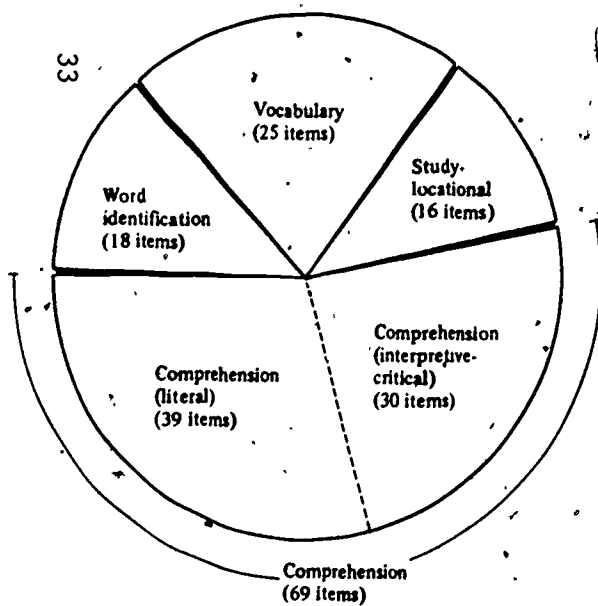 33
Vocabulary
(25 items)
Study-
locational
(16 items)
Word
identification
(18 items)
Comprehension
(interpretive-
critical)
(30 items)
Comprehension
(literal)
(39 items)
Comprehension
(69 items)